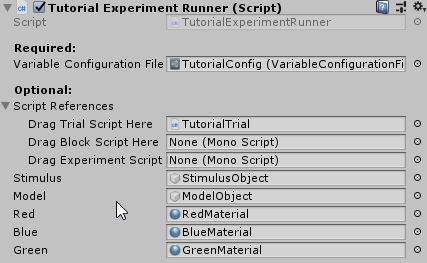 Tutorial Experiment Runner (Script)
Script TutorialExperimentRunner
Required:
Variable Configuration File TutorialConfig (VariableConfigurationFi
Optional:
Script References
Drag Trial Script Here TutorialTrial
Drag Block Script Here None (Mono Script)
Drag Experiment Script None (Mono Script)
Stimulus StimulusObject
Model ModelObject
Red RedMaterial
Blue BlueMaterial
Green GreenMaterial